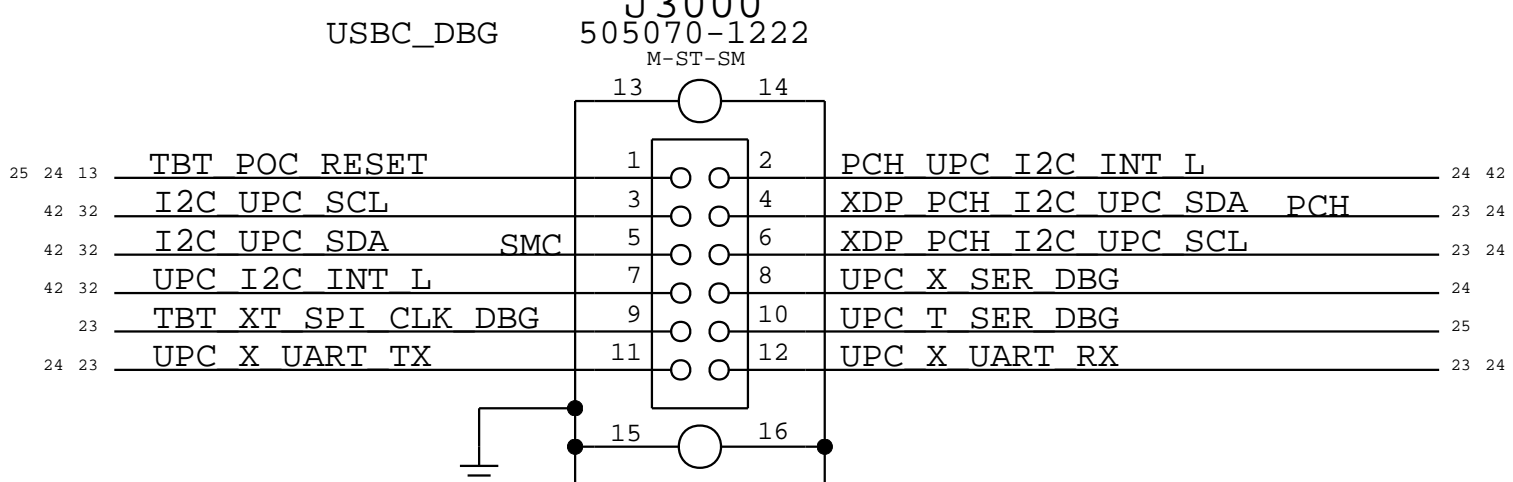 J3000
USBC_DBG 505070-1222
M-ST-SM
13 14
25 24 13 TBT_POC_RESET 1 2 PCH_UPC_I2C_INT_L 24 42
42 32 I2C_UPC_SCL 3 4 XDP_PCH_I2C_UPC_SDA PCH 23 24
42 32 I2C_UPC_SDA SMC 5 6 XDP_PCH_I2C_UPC_SCL 23 24
42 32 UPC_I2C_INT_L 7 8 UPC_X_SER_DBG 24
23 TBT_XT_SPI_CLK_DBG 9 10 UPC_T_SER_DBG 25
24 23 UPC_X_UART_TX 11 12 UPC_X_UART_RX 23 24
15 16